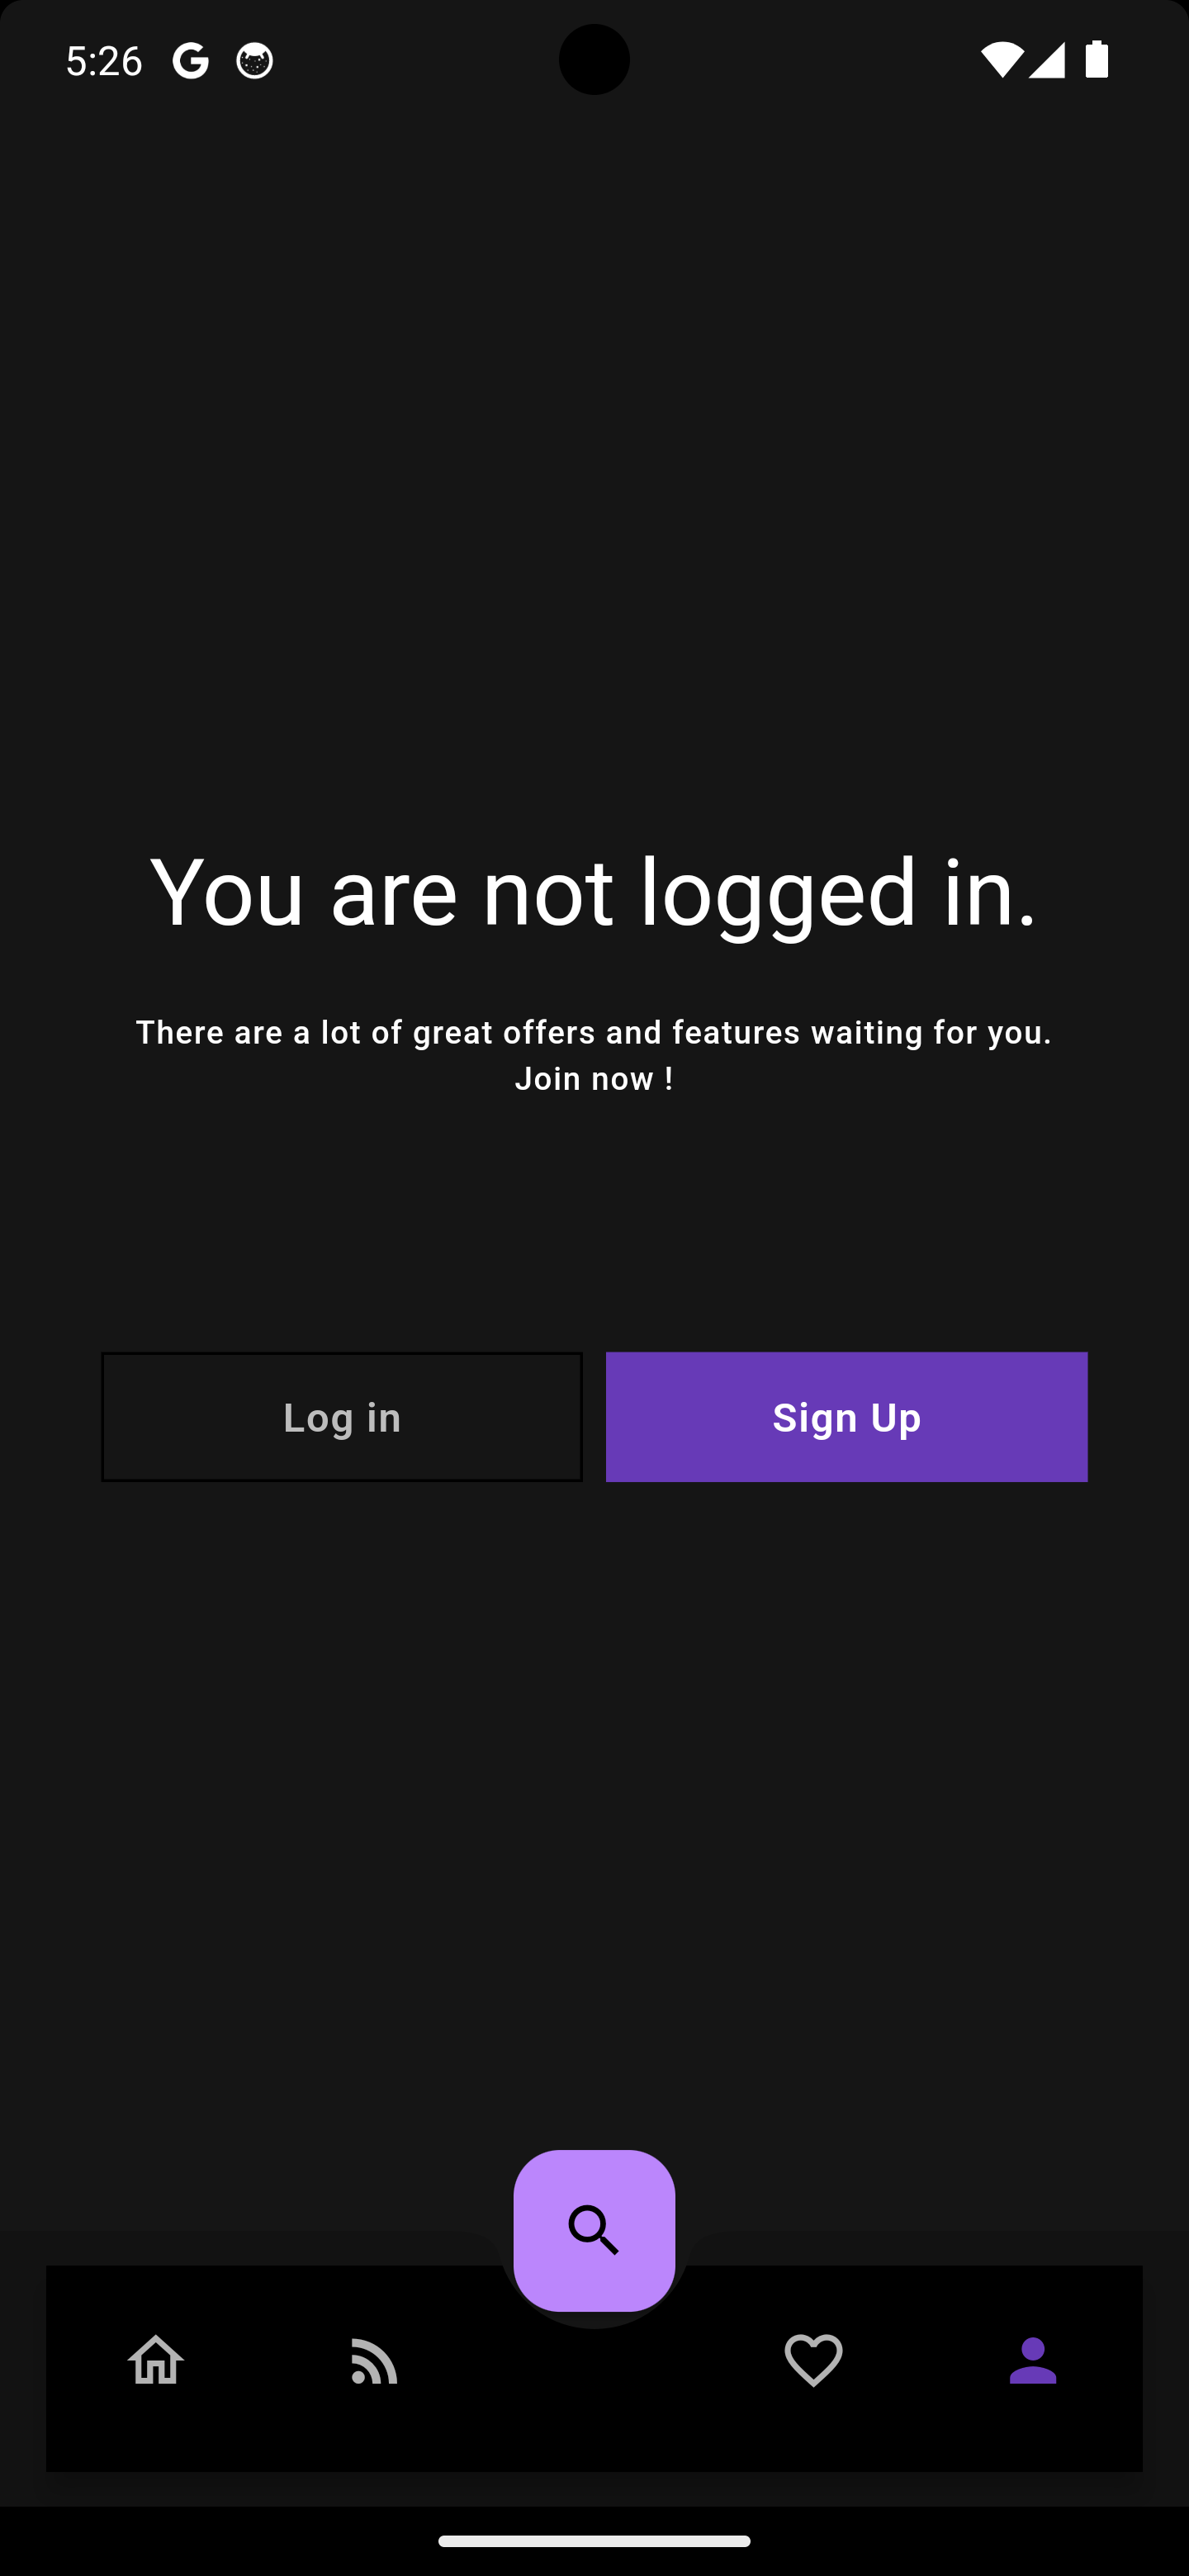 5:26
You are not logged in.
There are a lot of great offers and features waiting for you.
Join now !
Log in
Sign Up